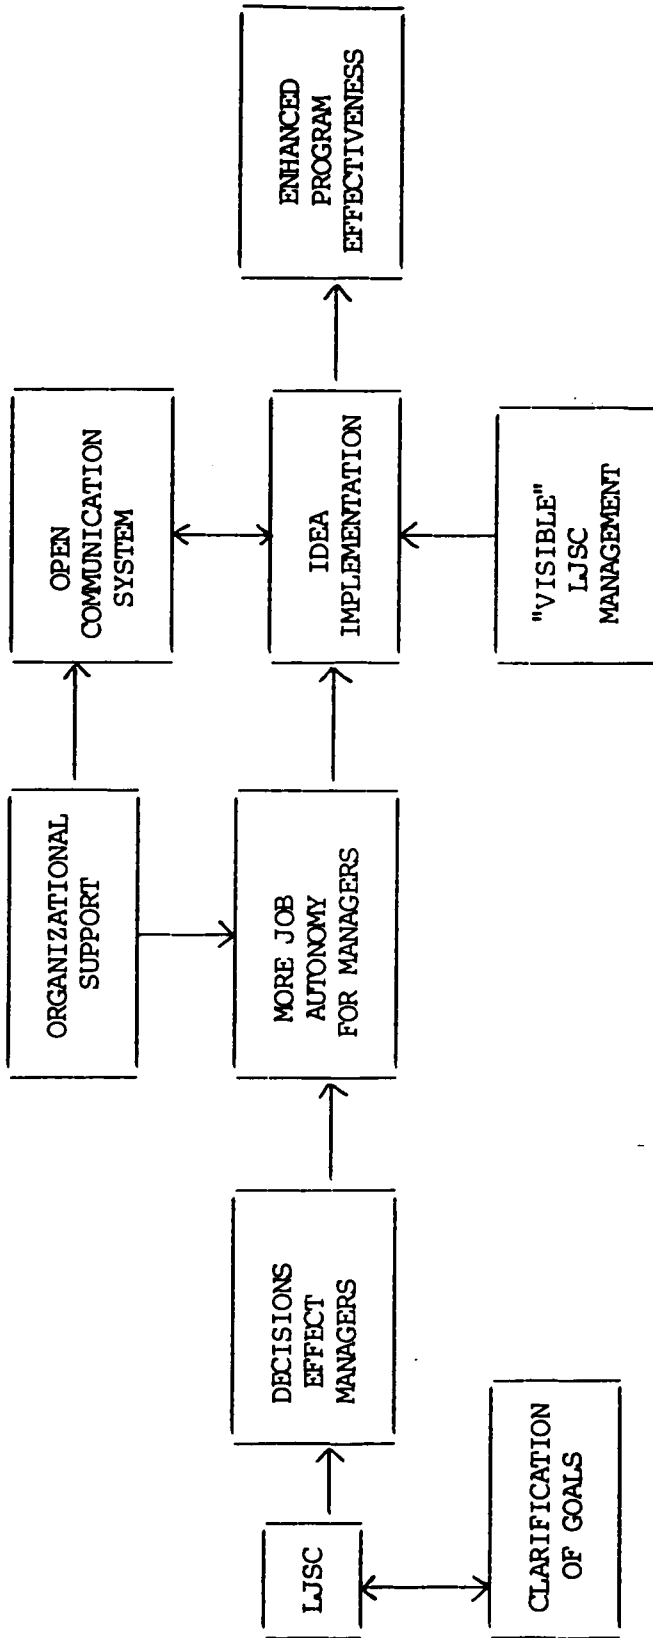 LJSC
CLARIFICATION
OF GOALS
DECISIONS
EFFECT
MANAGERS
ORGANIZATIONAL
SUPPORT
MORE JOB
AUTONOMY
FOR MANAGERS
OPEN
COMMUNICATION
SYSTEM
IDEA
IMPLEMENTATION
"VISIBLE"
LJSC
MANAGEMENT
ENHANCED
PROGRAM
EFFECTIVENESS